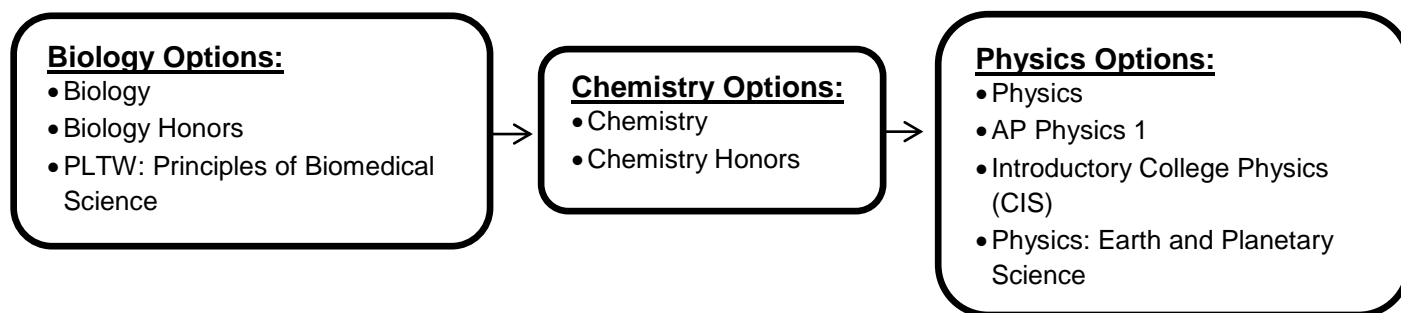 Biology Options:
•Biology
•Biology Honors
•PLTW: Principles of Biomedical
Science
Chemistry Options:
•Chemistry
•Chemistry Honors
Physics Options:
•Physics
•AP Physics 1
•Introductory College Physics
(CIS)
•Physics: Earth and Planetary
Science